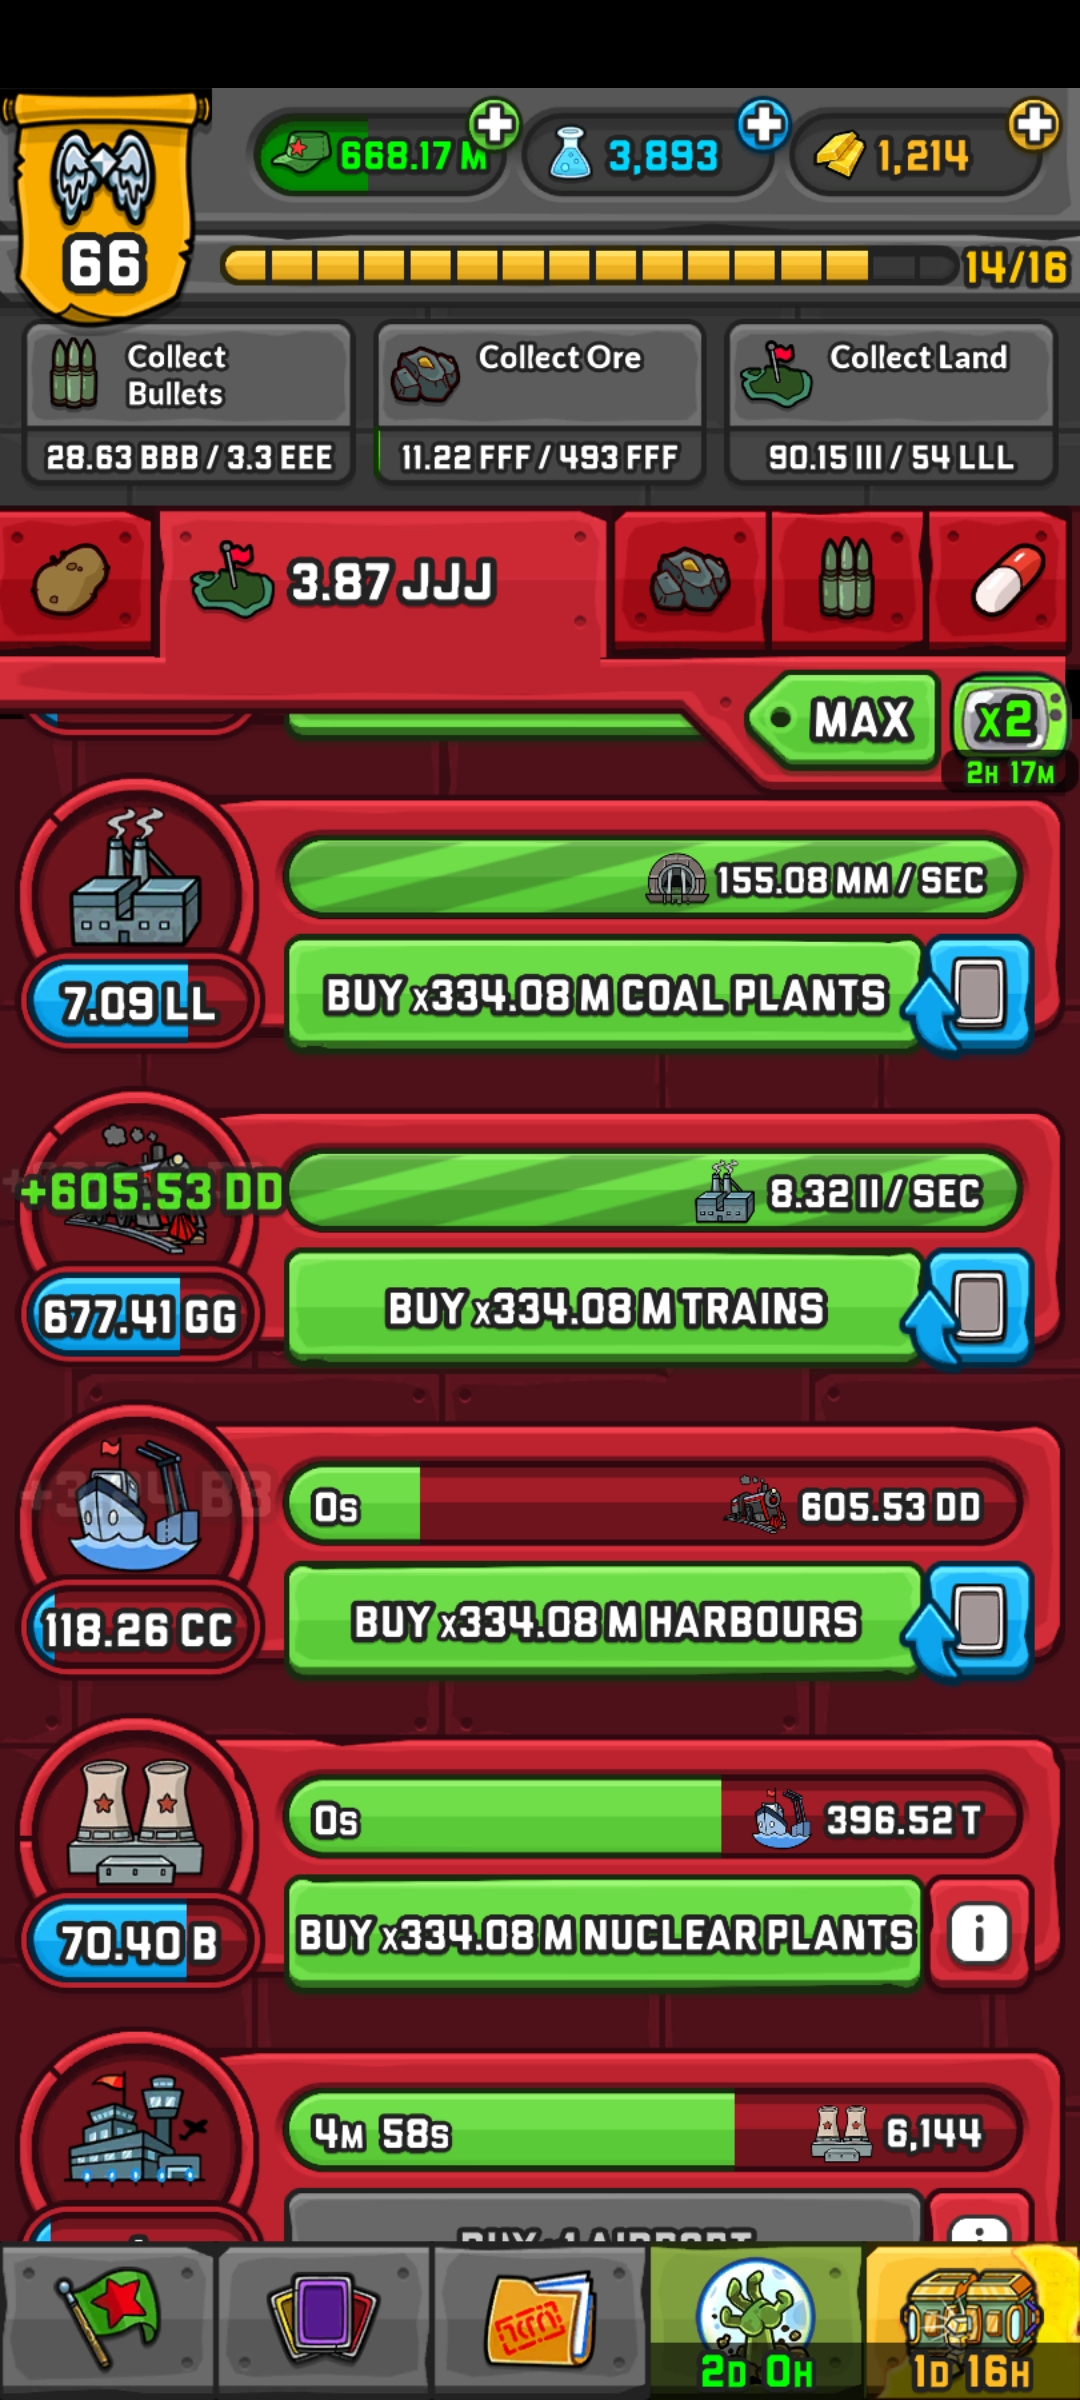 668.17 M
3,893
1,214
66
14/16
Collect
Bullets
Collect Ore
Collect Land
28.63 BBB / 3.3 EEE
11.22 FFF / 493 FFF
90.15 III / 54 LLL
3.87 JJJ
MAX
x2
2H 17M
155.08 MM / SEC
BUY x334.08 M COAL PLANTS
7.09 LL
+605.53 DD
8.32 II / SEC
BUY x334.08 M TRAINS
677.41 GG
0s
605.53 DD
BUY x334.08 M HARBOURS
118.26 CC
0s
396.52 T
BUY x334.08 M NUCLEAR PLANTS
i
70.40 B
4M 58s
6,144
BUY x1 AIRPORT
2D 0H
1D 16H